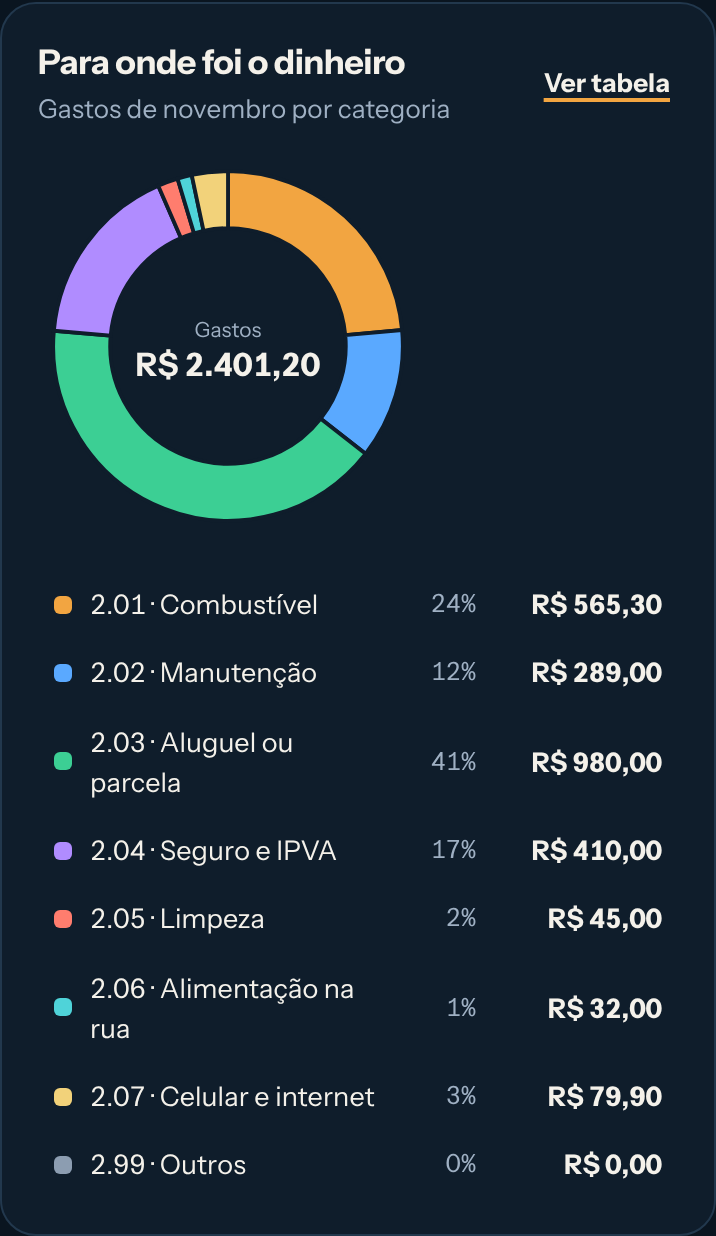 Para onde foi o dinheiro
Ver tabela
Gastos de novembro por categoria
Gastos
R$ 2.401,20
2.01 · Combustível 24% R$ 565,30
2.02 · Manutenção 12% R$ 289,00
2.03 · Aluguel ou
parcela 41% R$ 980,00
2.04 · Seguro e IPVA 17% R$ 410,00
2.05 · Limpeza 2% R$ 45,00
2.06 · Alimentação na
rua 1% R$ 32,00
2.07 · Celular e internet 3% R$ 79,90
2.99 · Outros 0% R$ 0,00